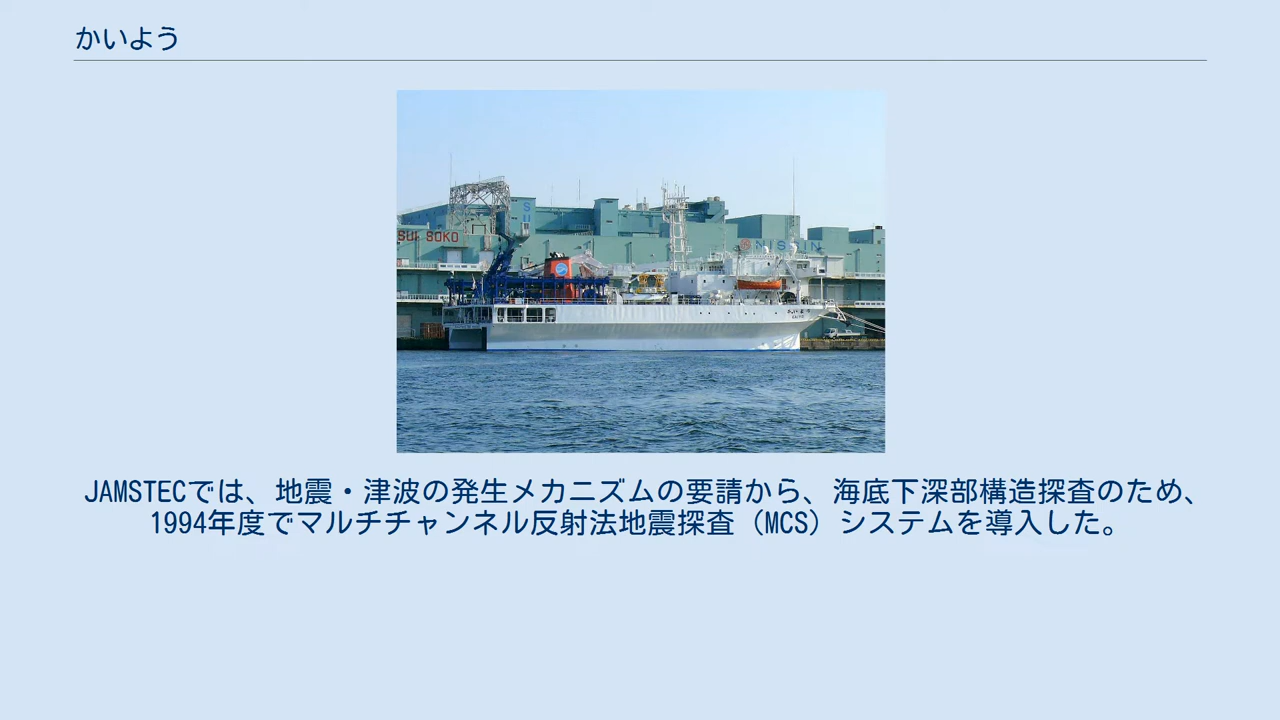 かいよう
SUI SOKO
NISSIN
JAMSTECでは、地震・津波の発生メカニズムの要請から、海底下深部構造探査のため、
1994年度でマルチチャンネル反射法地震探査（MCS）システムを導入した。